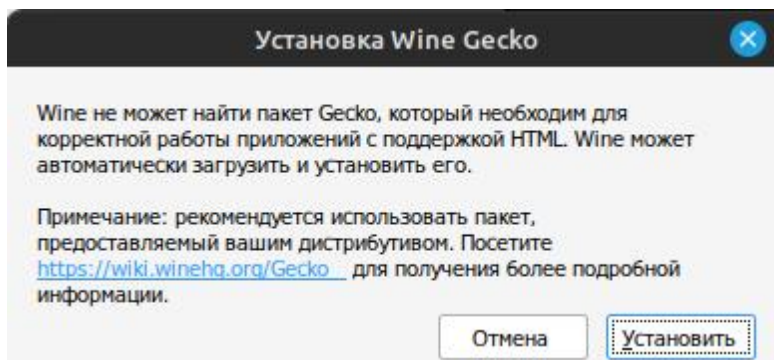 Установка Wine Gecko
Wine не может найти пакет Gecko, который необходим для
корректной работы приложений с поддержкой HTML. Wine может
автоматически загрузить и установить его.
Примечание: рекомендуется использовать пакет,
предоставляемый вашим дистрибутивом. Посетите
https://wiki.winehq.org/Gecko для получения более подробной
информации.
Отмена Установить